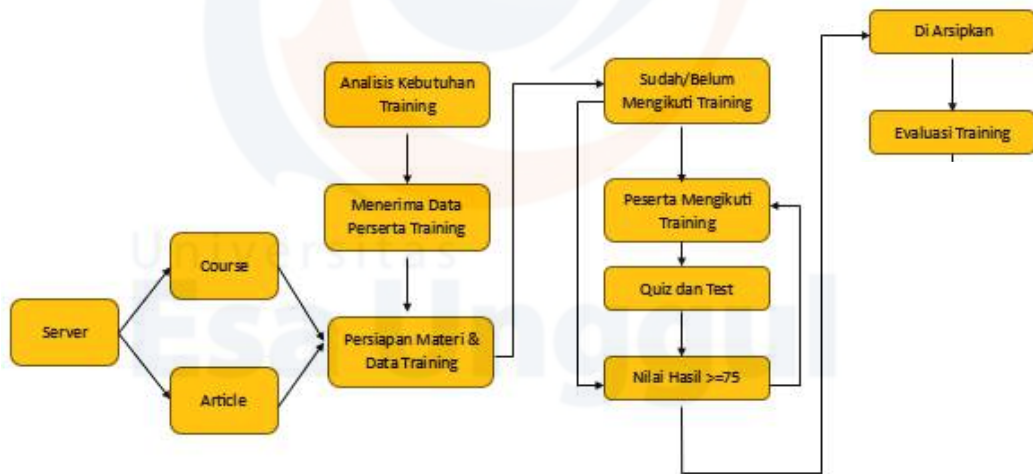 Di Arsipkan
Analisis Kebutuhan
Training
Sudah/Belum
Mengikuti Training
Evaluasi Training
Menerima Data
Perserta Training
Peserta Mengikuti
Training
Universitas
Esa Unggul
Course
Quiz dan Test
Server
Persiapan Materi &
Data Training
Nilai Hasil >=75
Article